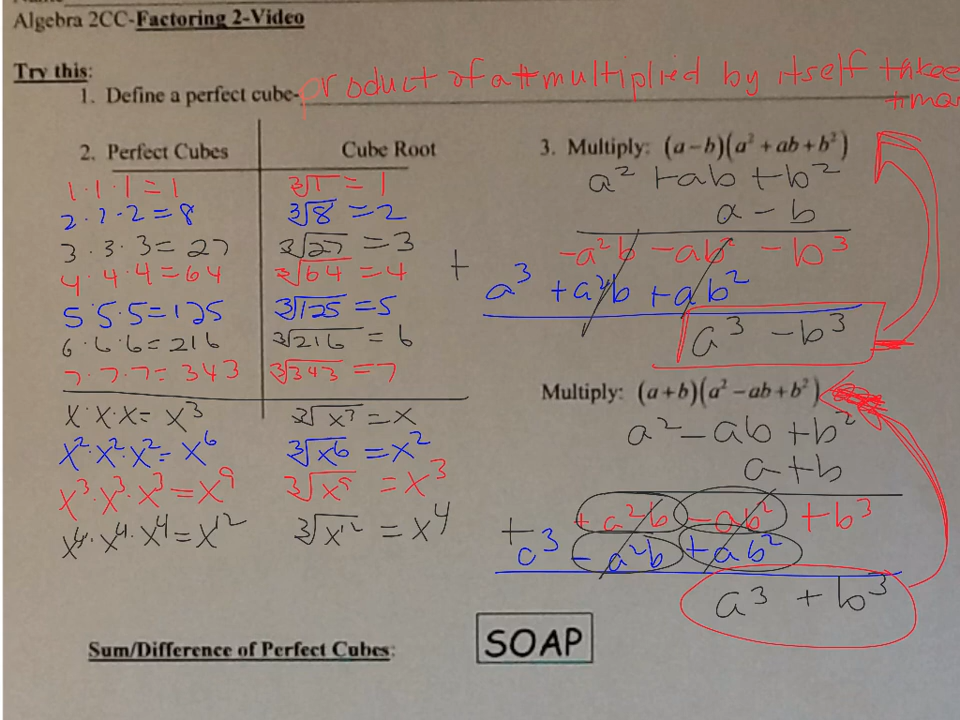 Algebra 2CC-Factoring 2-Video
Try this:
1. Define a perfect cube- product of a # multiplied by itself
2. Perfect Cubes
Cube Root
1·1·1=1
∛1 = 1
2·2·2=8
∛8 =2
3·3·3=27
∛27 =3
4·4·4=64
∛64 =4
5·5·5=125
∛125 =5
6·6·6=216
∛216 = 6
7·7·7=343
∛343 =7
x·x·x= x³
∛x³ =x
x²·x²·x²= x⁶
∛x⁶ =x²
x³·x³·x³=x⁹
∛x⁹ =x³
x⁴·x⁴·x⁴=x¹²
∛x¹² =x⁴
3. Multiply: (a-b)(a²+ab+b²)
a² +ab +b²
a - b
-a²b -ab² -b³
+ a³ +a²b +ab²
a³ -b³
Multiply: (a+b)(a²-ab+b²)
a²-ab+b²
a+b
+a²b -ab² +b³
+ a³ -a²b +ab²
a³ +b³
Sum/Difference of Perfect Cubes:
SOAP